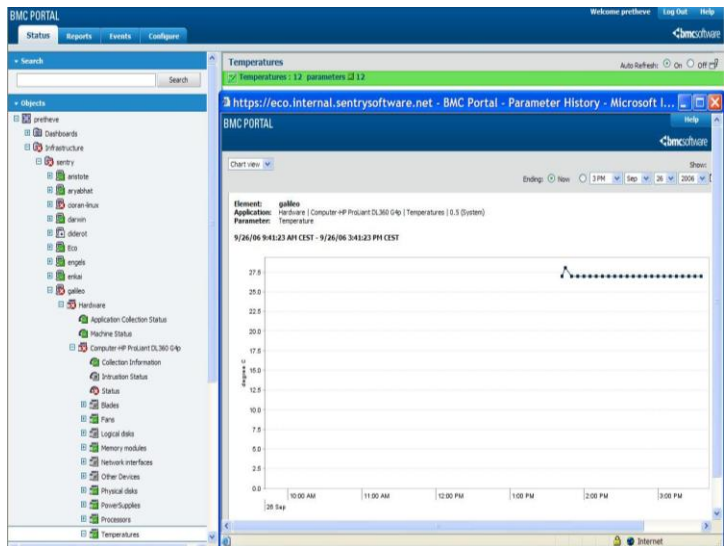 BMC PORTAL
Welcome pretheve
Log Out
Help
Status
Reports
Events
Configure
bmcsoftware
Search
Search
Objects
pretheve
Dashboards
Infrastructure
sentry
aristote
aryabhat
coran-linux
darwin
diderot
Eco
engels
enkai
galileo
Hardware
Application Collection Status
Machine Status
Computer-HP ProLiant DL360 G4p
Collection Information
Intrusion Status
Status
Blades
Fans
Logical disks
Memory modules
Network interfaces
Other Devices
Physical disks
PowerSupplies
Processors
Temperatures
Temperatures
Auto Refresh: On Off
Temperatures : 12 parameters 12
https://eco.internal.sentrysoftware.net - BMC Portal - Parameter History - Microsoft I...
BMC PORTAL
Help
bmcsoftware
Chart view
Show:
Ending: Now 3 PM Sep 26 2006
Element: galileo
Application: Hardware | Computer-HP ProLiant DL360 G4p | Temperatures | 0.5 (System)
Parameter: Temperature
9/26/06 9:41:23 AM CEST - 9/26/06 3:41:23 PM CEST
27.5
25.0
22.5
20.0
17.5
15.0
12.5
10.0
7.5
5.0
2.5
0.0
degree C
10:00 AM
11:00 AM
12:00 PM
1:00 PM
2:00 PM
3:00 PM
26 Sep
Internet